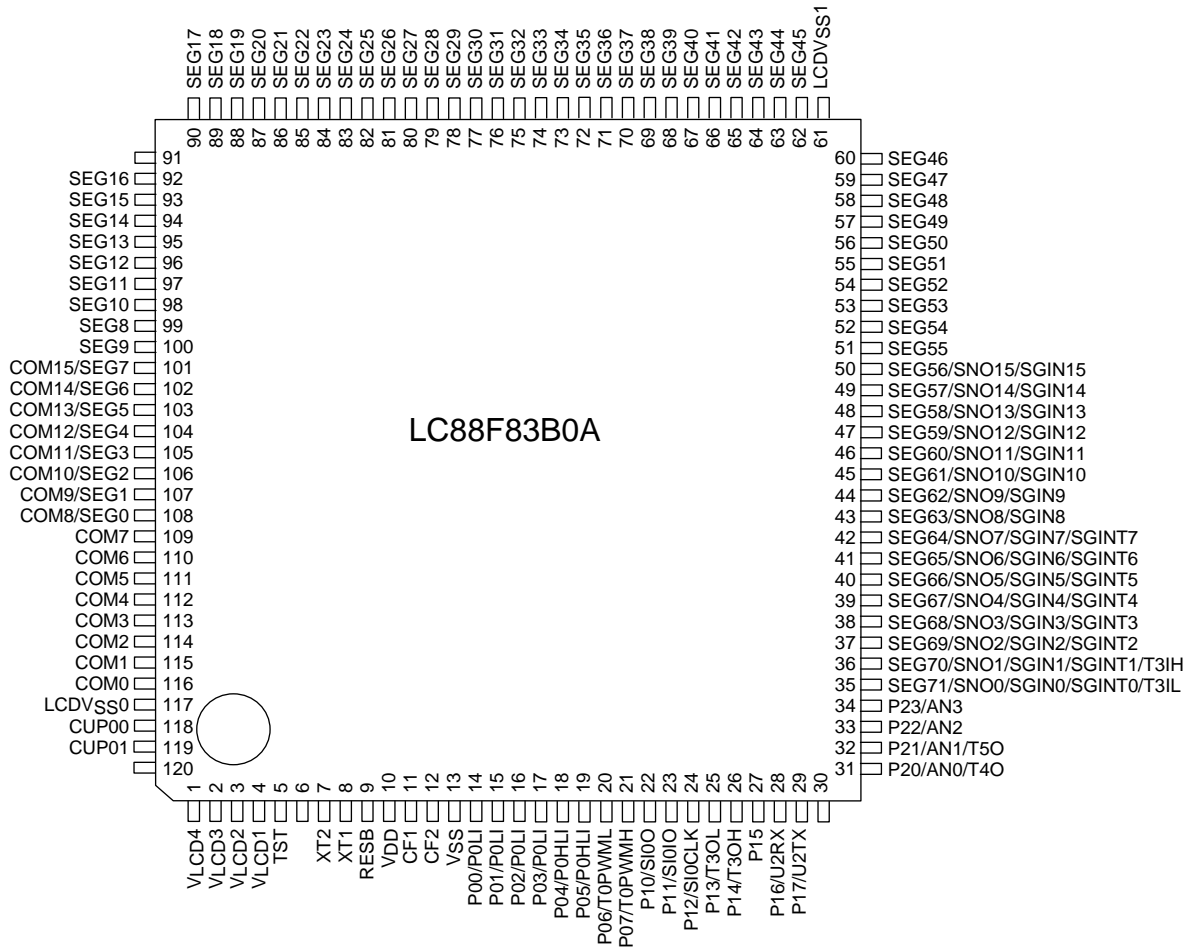 SEG17
SEG18
SEG19
SEG20
SEG21
SEG22
SEG23
SEG24
SEG25
SEG26
SEG27
SEG28
SEG29
SEG30
SEG31
SEG32
SEG33
SEG34
SEG35
SEG36
SEG37
SEG38
SEG39
SEG40
SEG41
SEG42
SEG43
SEG44
SEG45
LCDVSS1
90
89
88
87
86
85
84
83
82
81
80
79
78
77
76
75
74
73
72
71
70
69
68
67
66
65
64
63
62
61
91
SEG16 92
SEG15 93
SEG14 94
SEG13 95
SEG12 96
SEG11 97
SEG10 98
SEG8 99
SEG9 100
COM15/SEG7 101
COM14/SEG6 102
COM13/SEG5 103
COM12/SEG4 104
COM11/SEG3 105
COM10/SEG2 106
COM9/SEG1 107
COM8/SEG0 108
COM7 109
COM6 110
COM5 111
COM4 112
COM3 113
COM2 114
COM1 115
COM0 116
LCDVSS0 117
CUP00 118
CUP01 119
120
LC88F83B0A
60 SEG46
59 SEG47
58 SEG48
57 SEG49
56 SEG50
55 SEG51
54 SEG52
53 SEG53
52 SEG54
51 SEG55
50 SEG56/SNO15/SGIN15
49 SEG57/SNO14/SGIN14
48 SEG58/SNO13/SGIN13
47 SEG59/SNO12/SGIN12
46 SEG60/SNO11/SGIN11
45 SEG61/SNO10/SGIN10
44 SEG62/SNO9/SGIN9
43 SEG63/SNO8/SGIN8
42 SEG64/SNO7/SGIN7/SGINT7
41 SEG65/SNO6/SGIN6/SGINT6
40 SEG66/SNO5/SGIN5/SGINT5
39 SEG67/SNO4/SGIN4/SGINT4
38 SEG68/SNO3/SGIN3/SGINT3
37 SEG69/SNO2/SGIN2/SGINT2
36 SEG70/SNO1/SGIN1/SGINT1/T3IH
35 SEG71/SNO0/SGIN0/SGINT0/T3IL
34 P23/AN3
33 P22/AN2
32 P21/AN1/T5O
31 P20/AN0/T4O
1
2
3
4
5
6
7
8
9
10
11
12
13
14
15
16
17
18
19
20
21
22
23
24
25
26
27
28
29
30
VLCD4
VLCD3
VLCD2
VLCD1
TST
XT2
XT1
RESB
VDD
CF1
CF2
VSS
P00/P0LI
P01/P0LI
P02/P0LI
P03/P0LI
P04/P0HLI
P05/P0HLI
P06/T0PWML
P07/T0PWMH
P10/SI0O
P11/SI0IO
P12/SI0CLK
P13/T3OL
P14/T3OH
P15
P16/U2RX
P17/U2TX